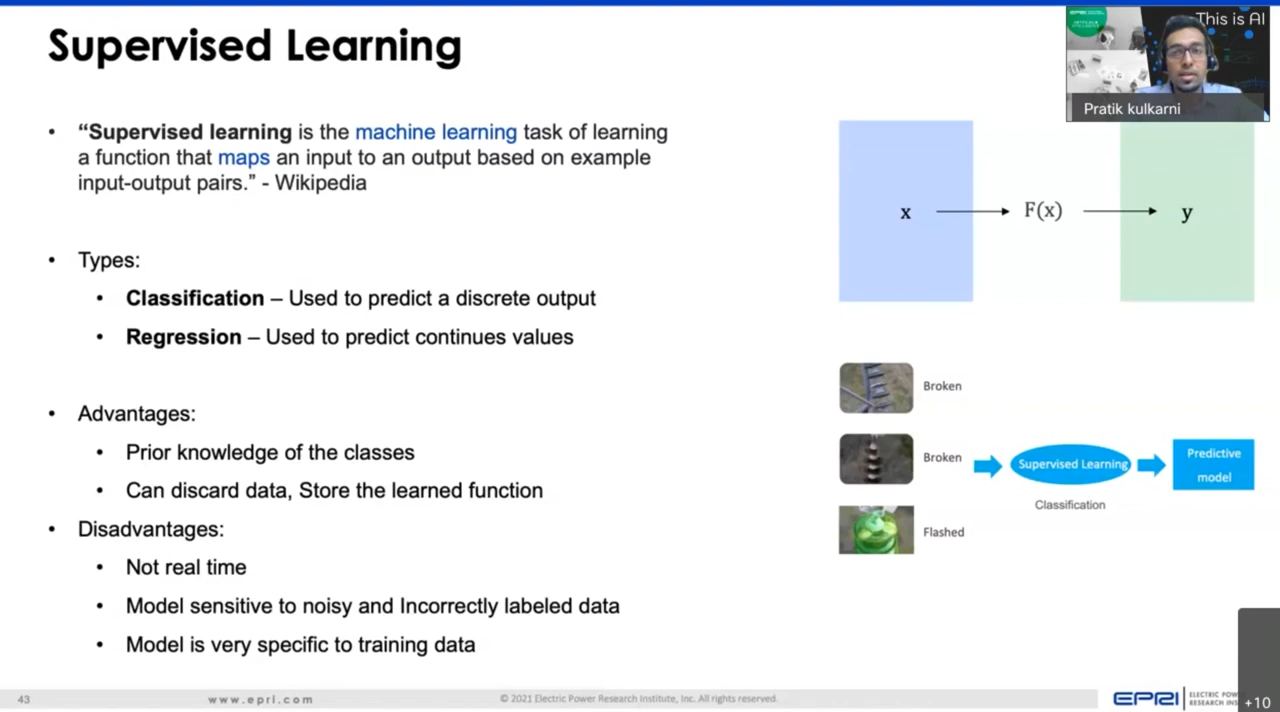 Supervised Learning
This is AI
Pratik kulkarni
• “Supervised learning is the machine learning task of learning
a function that maps an input to an output based on example
input-output pairs.” - Wikipedia
x
F(x)
y
• Types:
• Classification – Used to predict a discrete output
• Regression – Used to predict continues values
• Advantages:
• Prior knowledge of the classes
• Can discard data, Store the learned function
• Disadvantages:
• Not real time
• Model sensitive to noisy and Incorrectly labeled data
• Model is very specific to training data
Broken
Broken
Flashed
Supervised Learning
Classification
Predictive
model
43
www.epri.com
© 2021 Electric Power Research Institute, Inc. All rights reserved.
EPRI
ELECTRIC POW
RESEARCH INS
+10